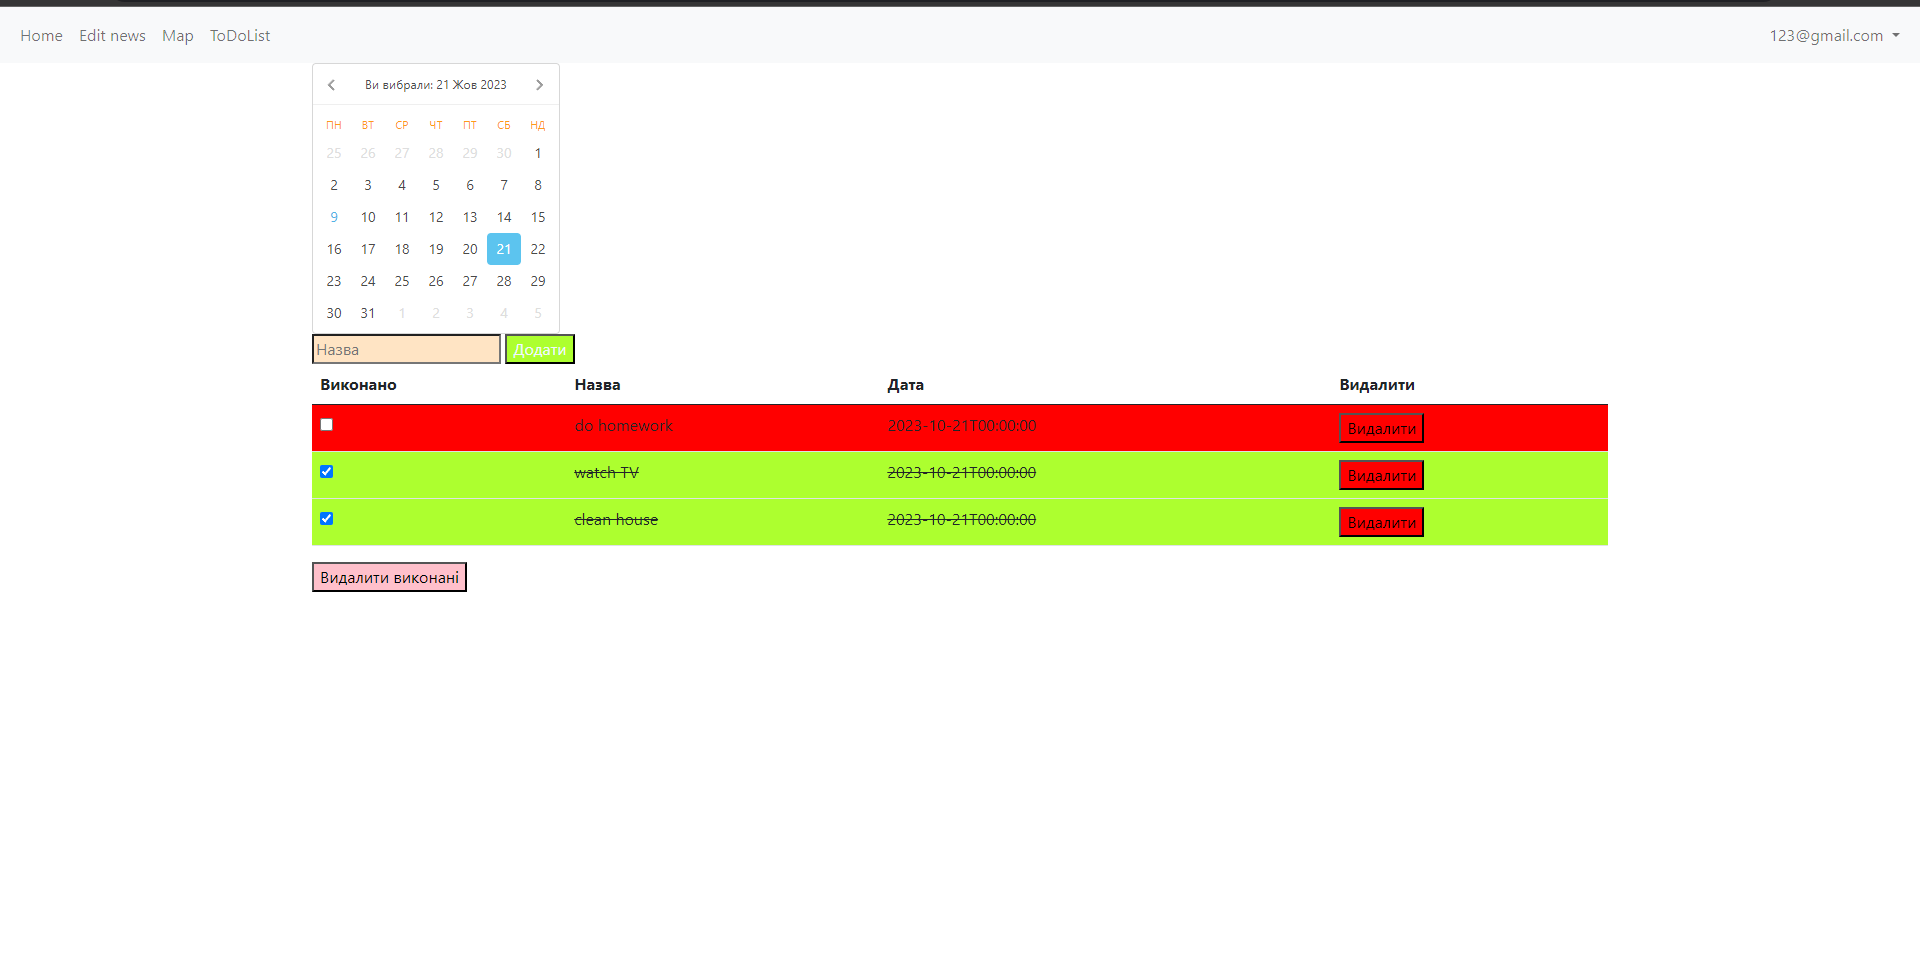 Home Edit news Map ToDoList 123@gmail.com
Ви вибрали: 21 Жов 2023
ПН ВТ СР ЧТ ПТ СБ НД
25 26 27 28 29 30 1
2 3 4 5 6 7 8
9 10 11 12 13 14 15
16 17 18 19 20 21 22
23 24 25 26 27 28 29
30 31 1 2 3 4 5
Назва Додати
Виконано Назва Дата Видалити
do homework 2023-10-21T00:00:00 Видалити
watch TV 2023-10-21T00:00:00 Видалити
clean house 2023-10-21T00:00:00 Видалити
Видалити виконані